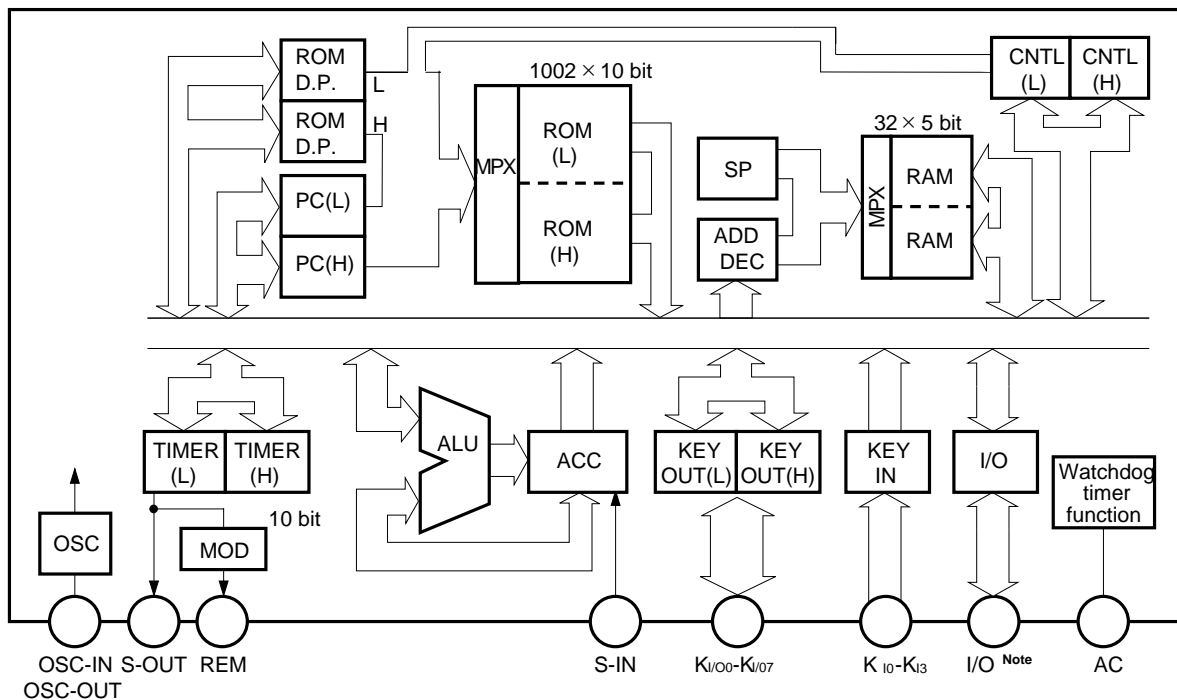 ROM
D.P.
L
1002 × 10 bit
CNTL
(L)
CNTL
(H)
ROM
D.P.
H
MPX
ROM
(L)
ROM
(H)
32 × 5 bit
SP
MPX
RAM
RAM
PC(L)
PC(H)
ADD
DEC
TIMER
(L)
TIMER
(H)
10 bit
ALU
ACC
KEY
OUT(L)
KEY
OUT(H)
KEY
IN
I/O
Watchdog
timer
function
OSC
MOD
OSC-IN
OSC-OUT
S-OUT
REM
S-IN
KI/O0-KI/07
KI0-KI3
I/O Note
AC